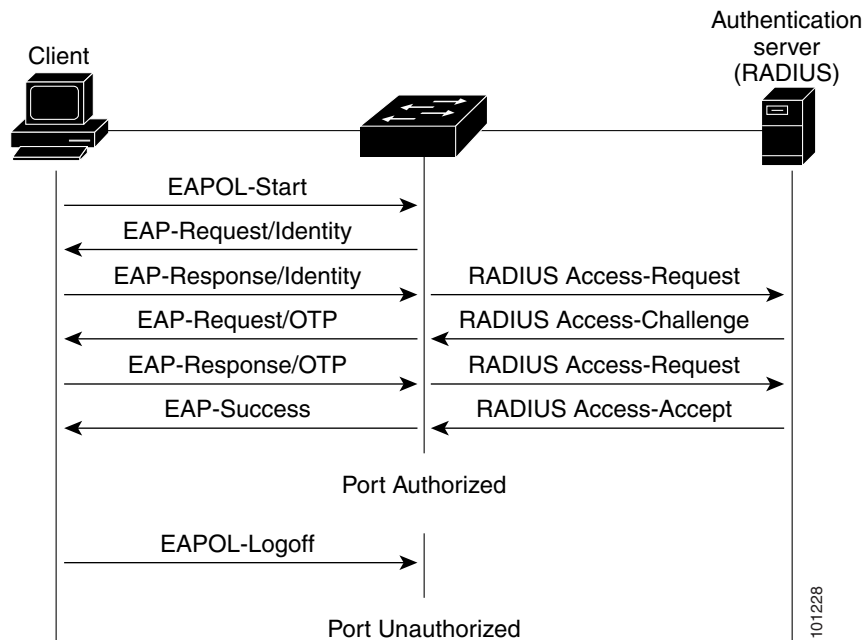 Client
Authentication
server
(RADIUS)
EAPOL-Start
EAP-Request/Identity
EAP-Response/Identity
RADIUS Access-Request
EAP-Request/OTP
RADIUS Access-Challenge
EAP-Response/OTP
RADIUS Access-Request
EAP-Success
RADIUS Access-Accept
Port Authorized
EAPOL-Logoff
Port Unauthorized
101228